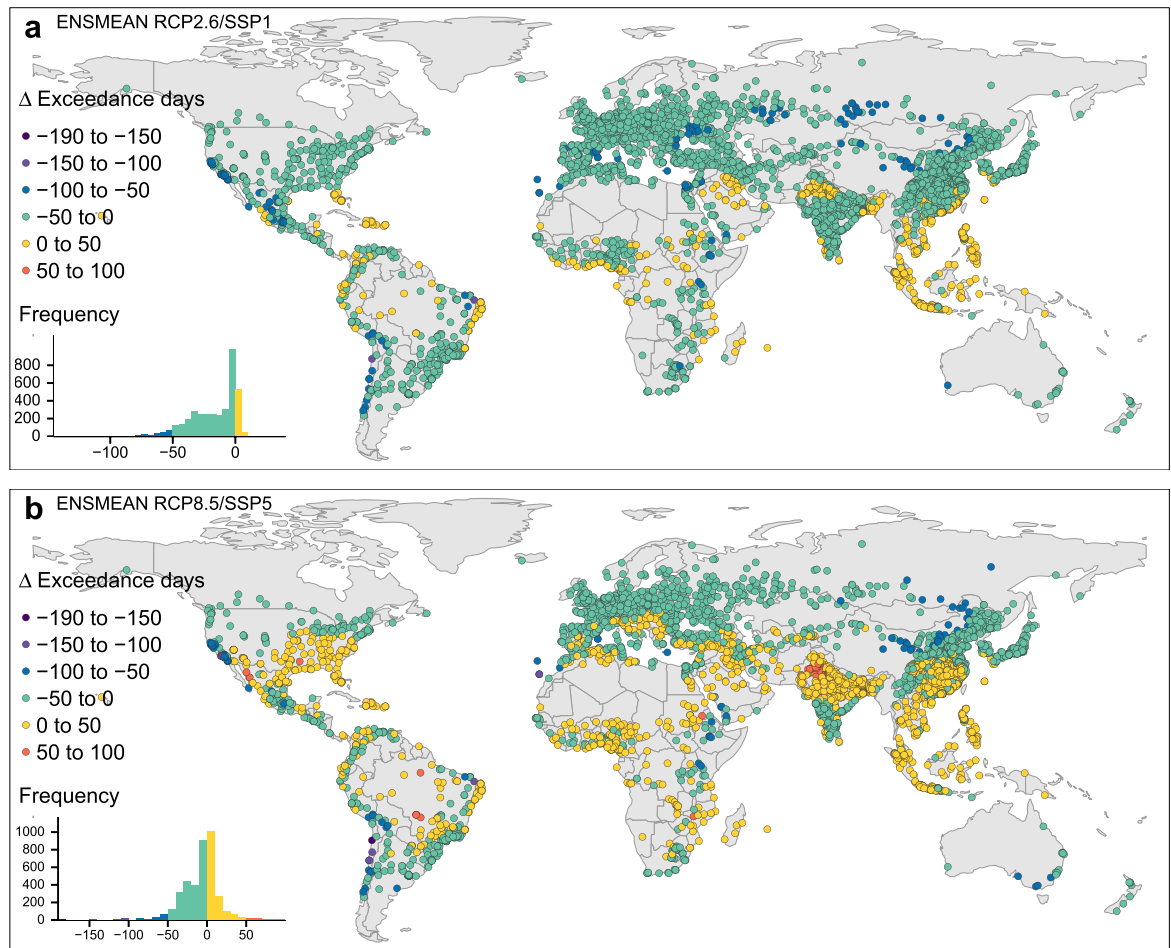 a ENSMEAN RCP2.6/SSP1
Δ Exceedance days
−190 to −150
−150 to −100
−100 to −50
−50 to 0
0 to 50
50 to 100
Frequency
800
600
400
200
0
−100 −50 0
b ENSMEAN RCP8.5/SSP5
Δ Exceedance days
−190 to −150
−150 to −100
−100 to −50
−50 to 0
0 to 50
50 to 100
Frequency
1000
800
600
400
200
0
−150 −100 −50 0 50